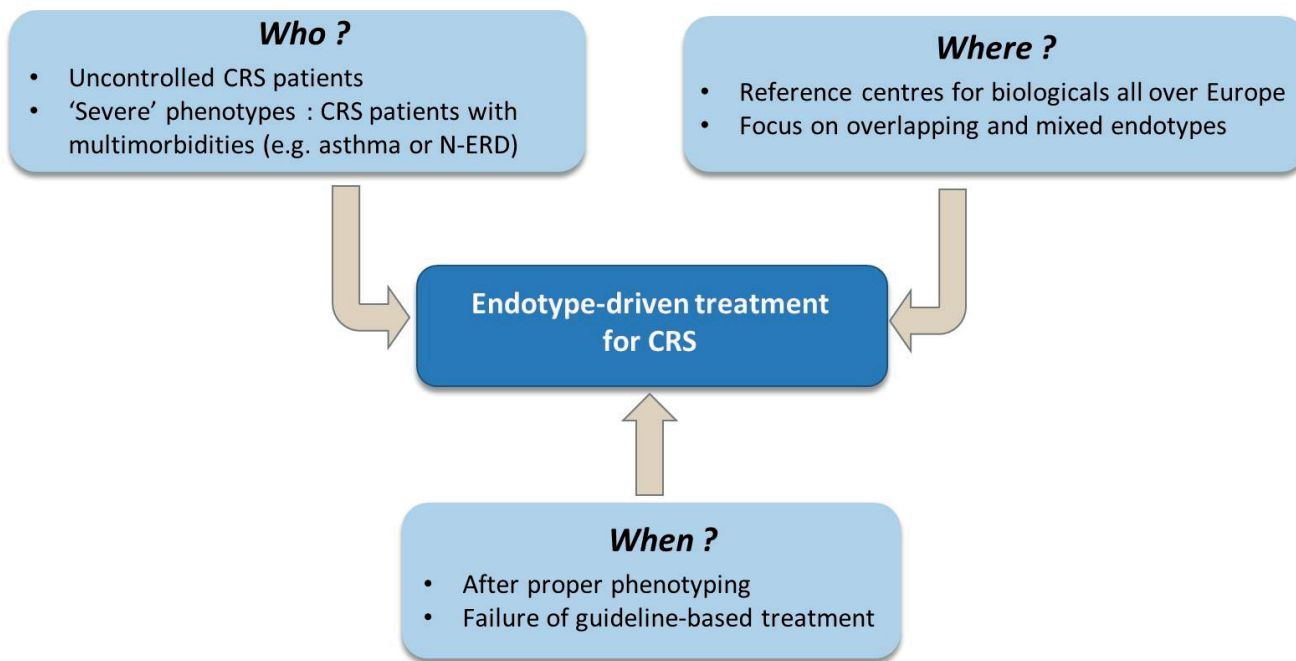 Who ?
• Uncontrolled CRS patients
• ‘Severe’ phenotypes : CRS patients with
multimorbidities (e.g. asthma or N-ERD)
Where ?
• Reference centres for biologicals all over Europe
• Focus on overlapping and mixed endotypes
Endotype-driven treatment
for CRS
When ?
• After proper phenotyping
• Failure of guideline-based treatment